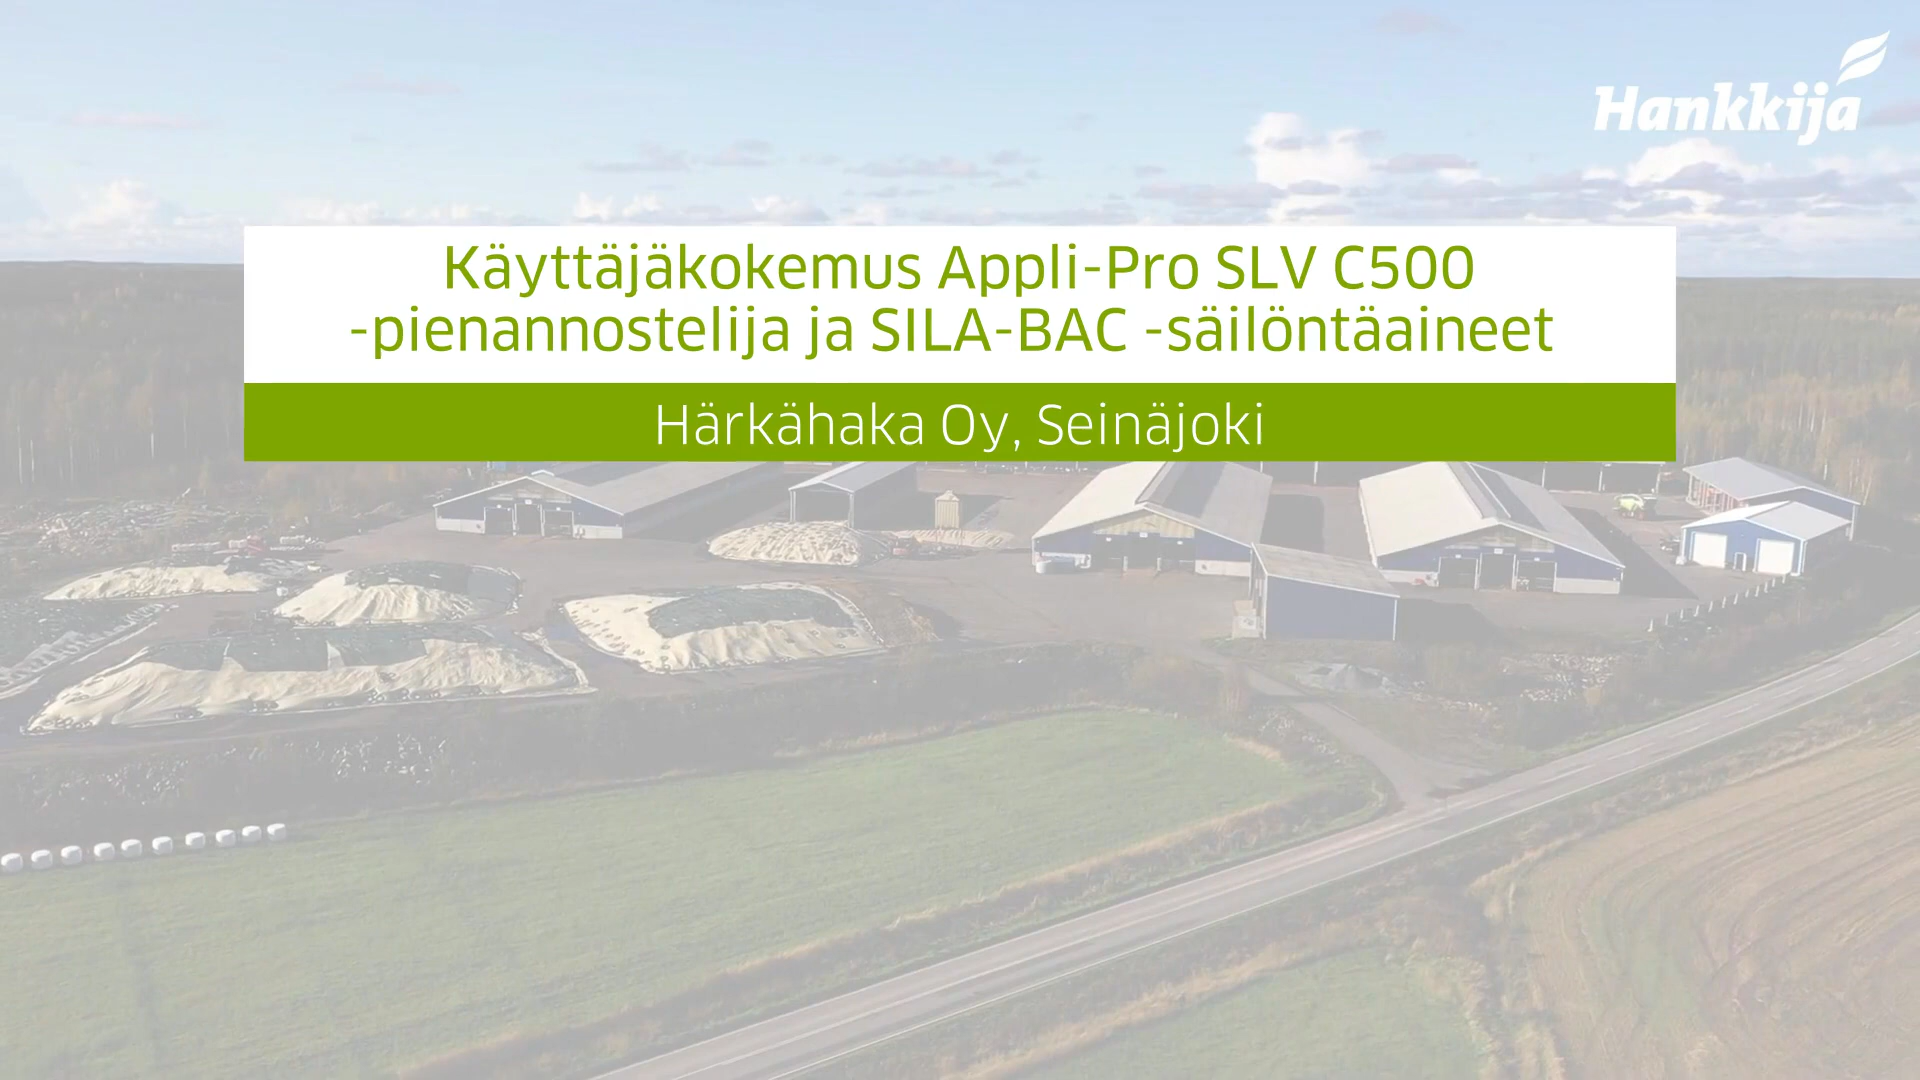 Hankkija
Käyttäjäkokemus Appli-Pro SLV C500
-pienannostelija ja SILA-BAC -säilöntäaineet
Härkähaka Oy, Seinäjoki